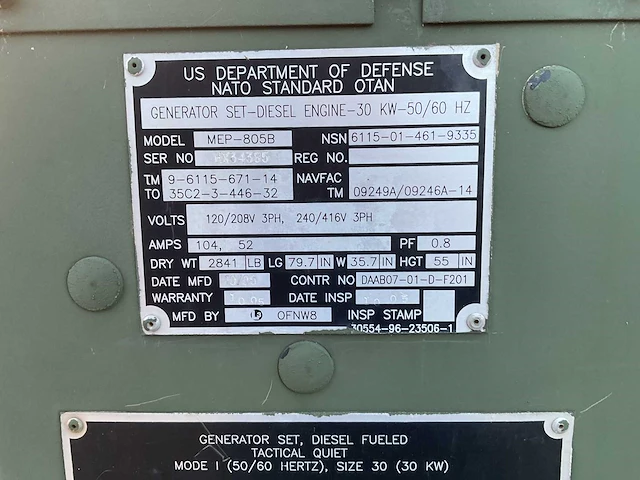 US DEPARTMENT OF DEFENSE
NATO STANDARD OTAN
GENERATOR SET-DIESEL ENGINE-30 KW-50/60 HZ
MODEL MEP-805B NSN 6115-01-461-9335
SER NO REG NO.
TM 9-6115-671-14 NAVFAC
TO 35C2-3-446-32 TM 09249A/09246A-14
VOLTS 120/208V 3PH, 240/416V 3PH
AMPS 104, 52 PF 0.8
DRY WT 2841 LB LG 79.7 IN W 35.7 IN HGT 55 IN
DATE MFD CONTR NO DAAB07-01-D-F201
WARRANTY DATE INSP
MFD BY OFNW8 INSP STAMP
30554-96-23506-1
GENERATOR SET, DIESEL FUELED
TACTICAL QUIET
MODE I (50/60 HERTZ), SIZE 30 (30 KW)